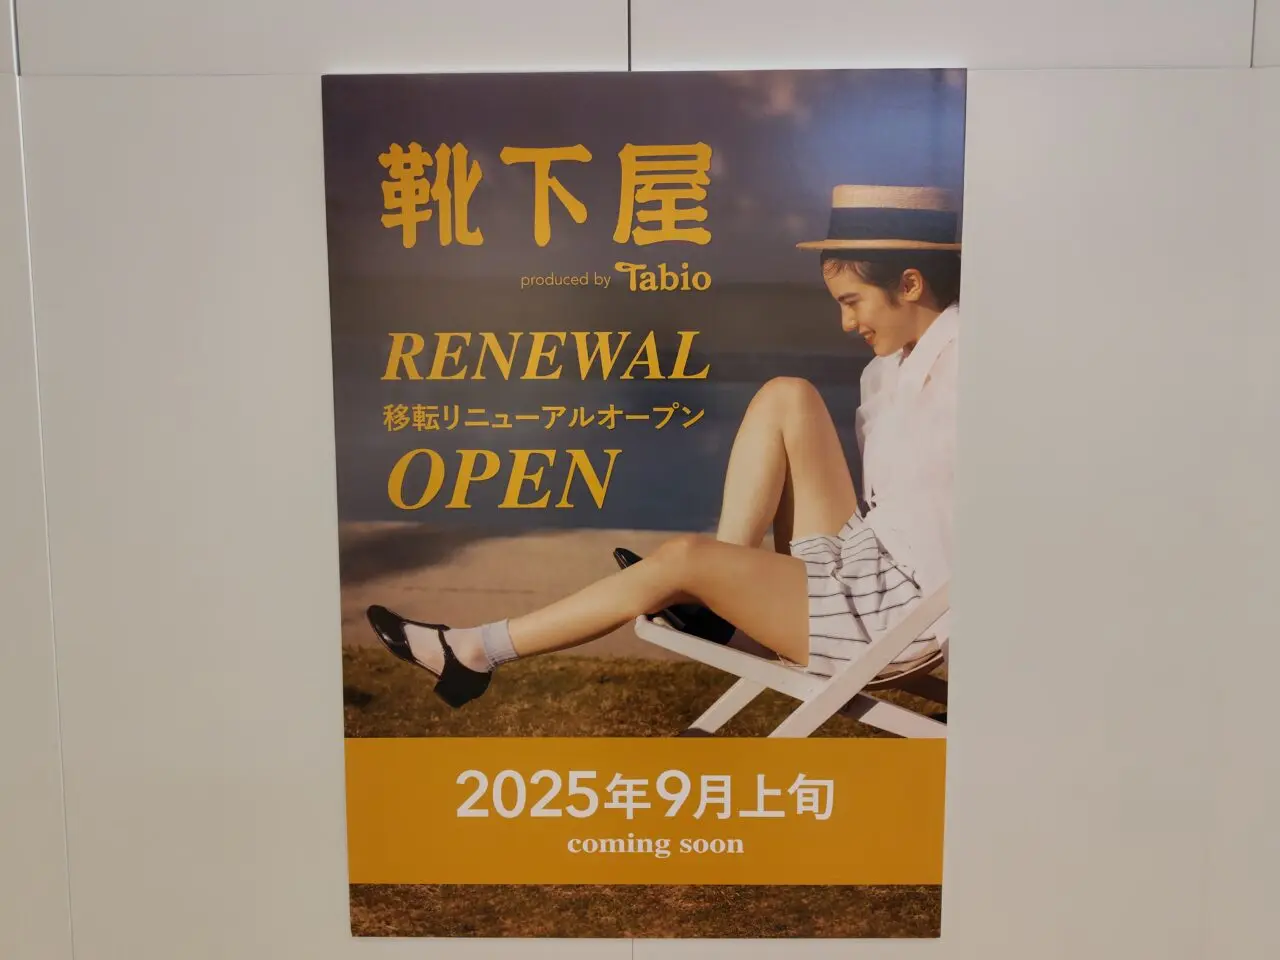 靴下屋
produced by Tabio
RENEWAL
移転リニューアルオープン
OPEN
2025年9月上旬
coming soon